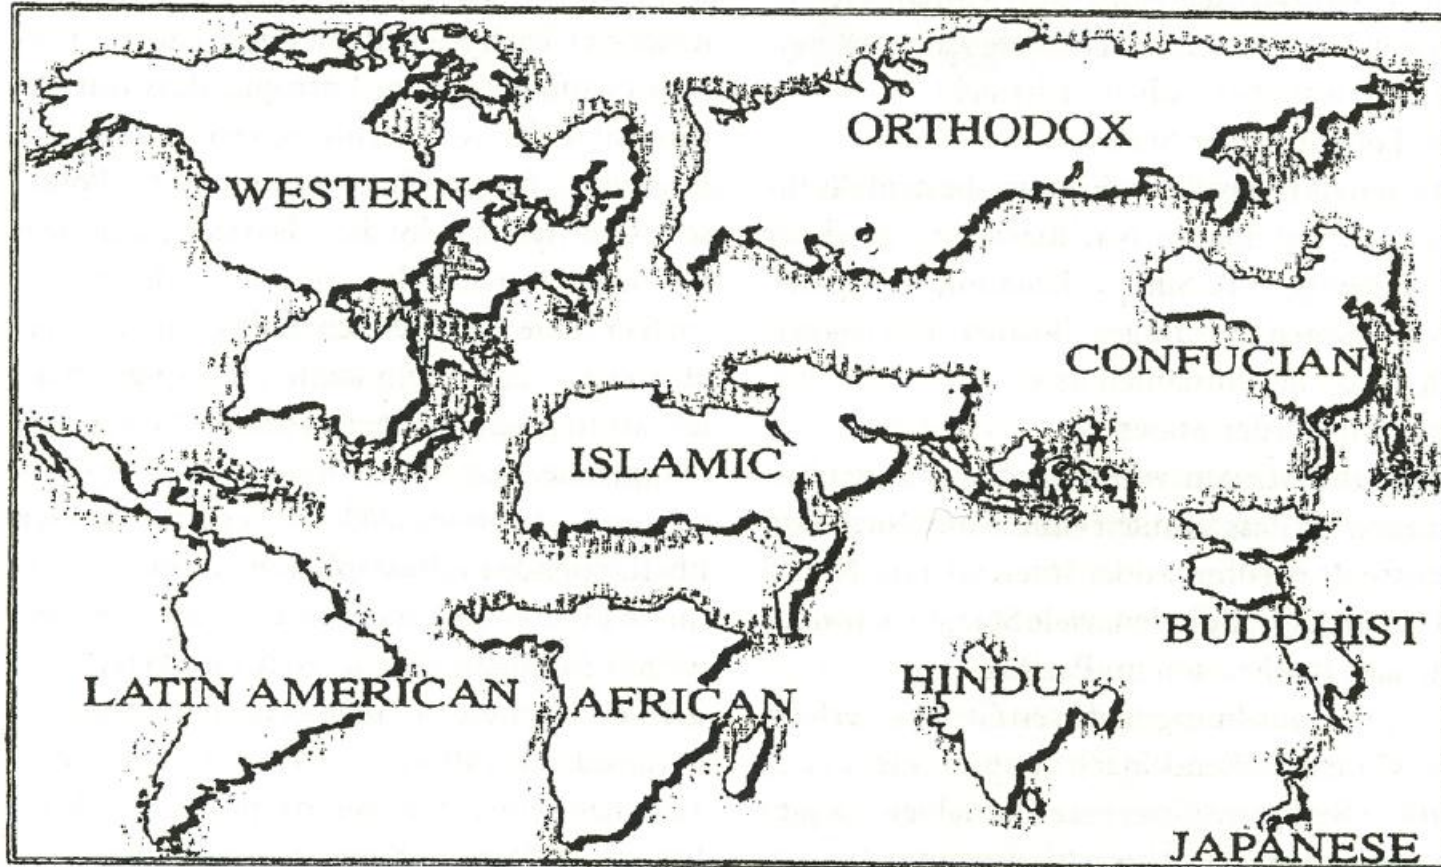 ORTHODOX
WESTERN
CONFUCIAN
ISLAMIC
BUDDHIST
LATIN AMERICAN
AFRICAN
HINDU
JAPANESE